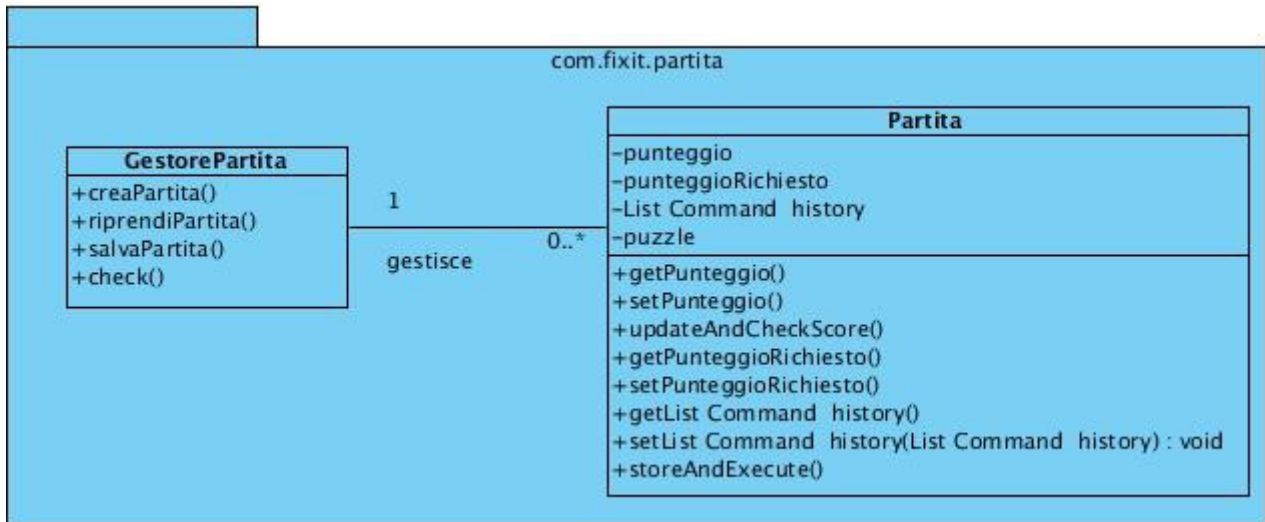 com.fixit.partita
GestorePartita
+creaPartita()
+riprendiPartita()
+salvaPartita()
+check()
1
gestisce
0..*
Partita
-punteggio
-punteggioRichiesto
-List Command history
-puzzle
+getPunteggio()
+setPunteggio()
+updateAndCheckScore()
+getPunteggioRichiesto()
+setPunteggioRichiesto()
+getList Command history()
+setList Command history(List Command history) : void
+storeAndExecute()